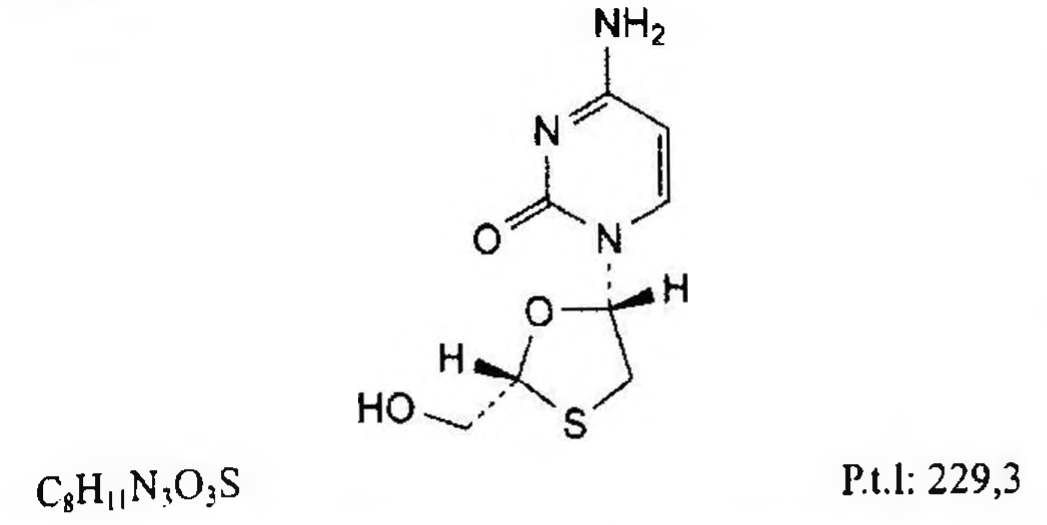 NH₂
N
O
N
O
H
H
HO
S
C₈H₁₁N₃O₃S
P.t.l: 229,3